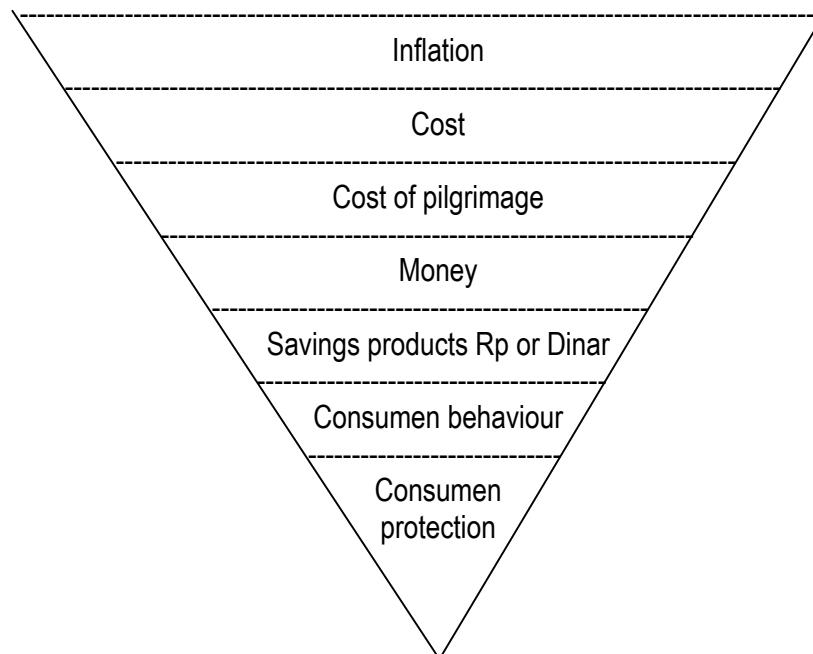 Inflation
Cost
Cost of pilgrimage
Money
Savings products Rp or Dinar
Consumen behaviour
Consumen
protection